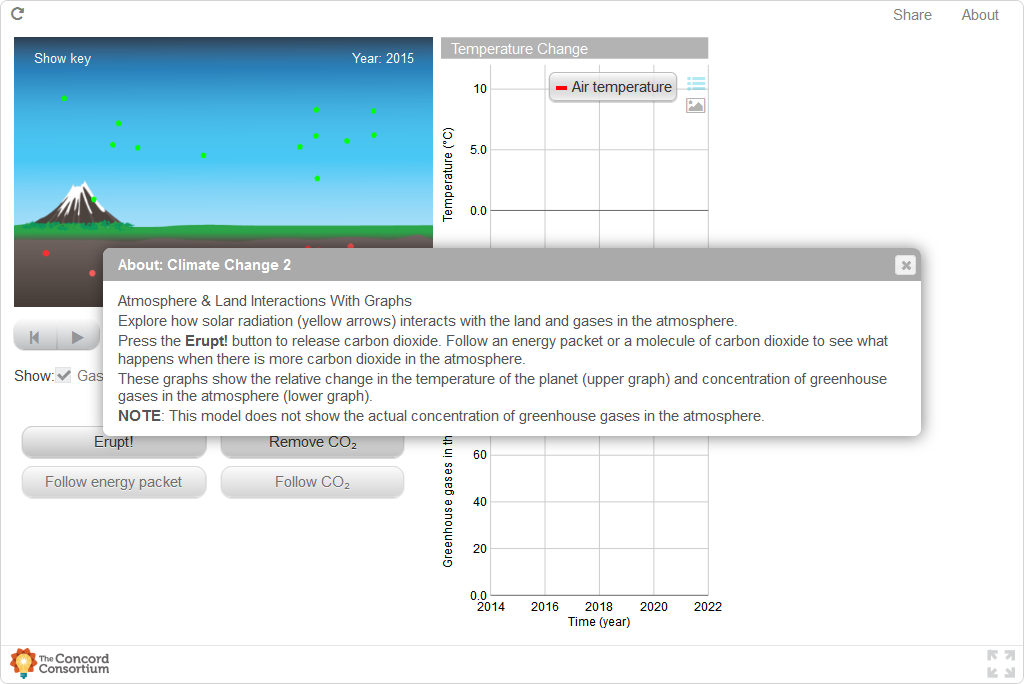 Share About
Show key Year: 2015
Temperature Change
Air temperature
10
5.0
0.0
Temperature (°C)
About: Climate Change 2
Atmosphere & Land Interactions With Graphs
Explore how solar radiation (yellow arrows) interacts with the land and gases in the atmosphere.
Press the Erupt! button to release carbon dioxide. Follow an energy packet or a molecule of carbon dioxide to see what
happens when there is more carbon dioxide in the atmosphere.
These graphs show the relative change in the temperature of the planet (upper graph) and concentration of greenhouse
gases in the atmosphere (lower graph).
NOTE: This model does not show the actual concentration of greenhouse gases in the atmosphere.
Show: Gas
Erupt! Remove CO₂
Follow energy packet Follow CO₂
Greenhouse gases in the
60
40
20
0.0
2014 2016 2018 2020 2022
Time (year)
The Concord
Consortium